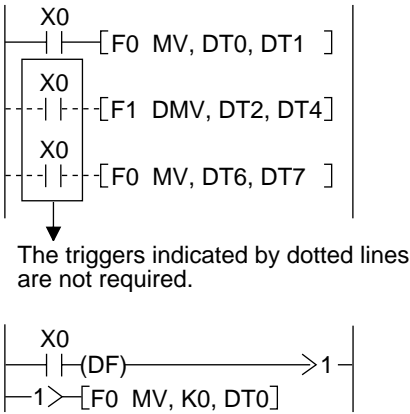 X0
[F0 MV, DT0, DT1 ]
X0
[F1 DMV, DT2, DT4]
X0
[F0 MV, DT6, DT7 ]
The triggers indicated by dotted lines
are not required.
X0
(DF) >1
1> [F0 MV, K0, DT0]